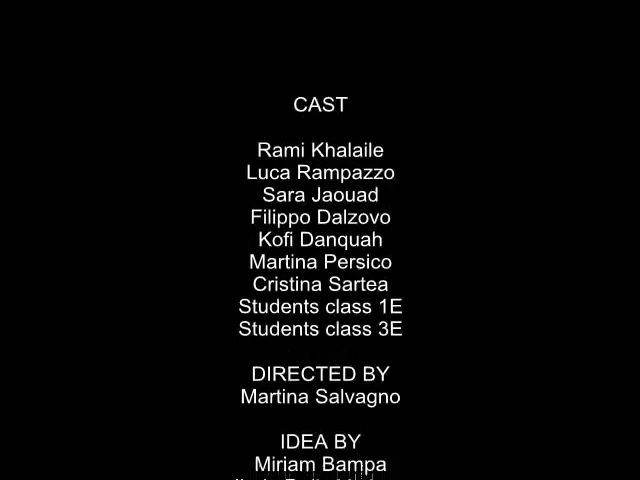 CAST
Rami Khalaile
Luca Rampazzo
Sara Jaouad
Filippo Dalzovo
Kofi Danquah
Martina Persico
Cristina Sartea
Students class 1E
Students class 3E
DIRECTED BY
Martina Salvagno
IDEA BY
Miriam Bampa